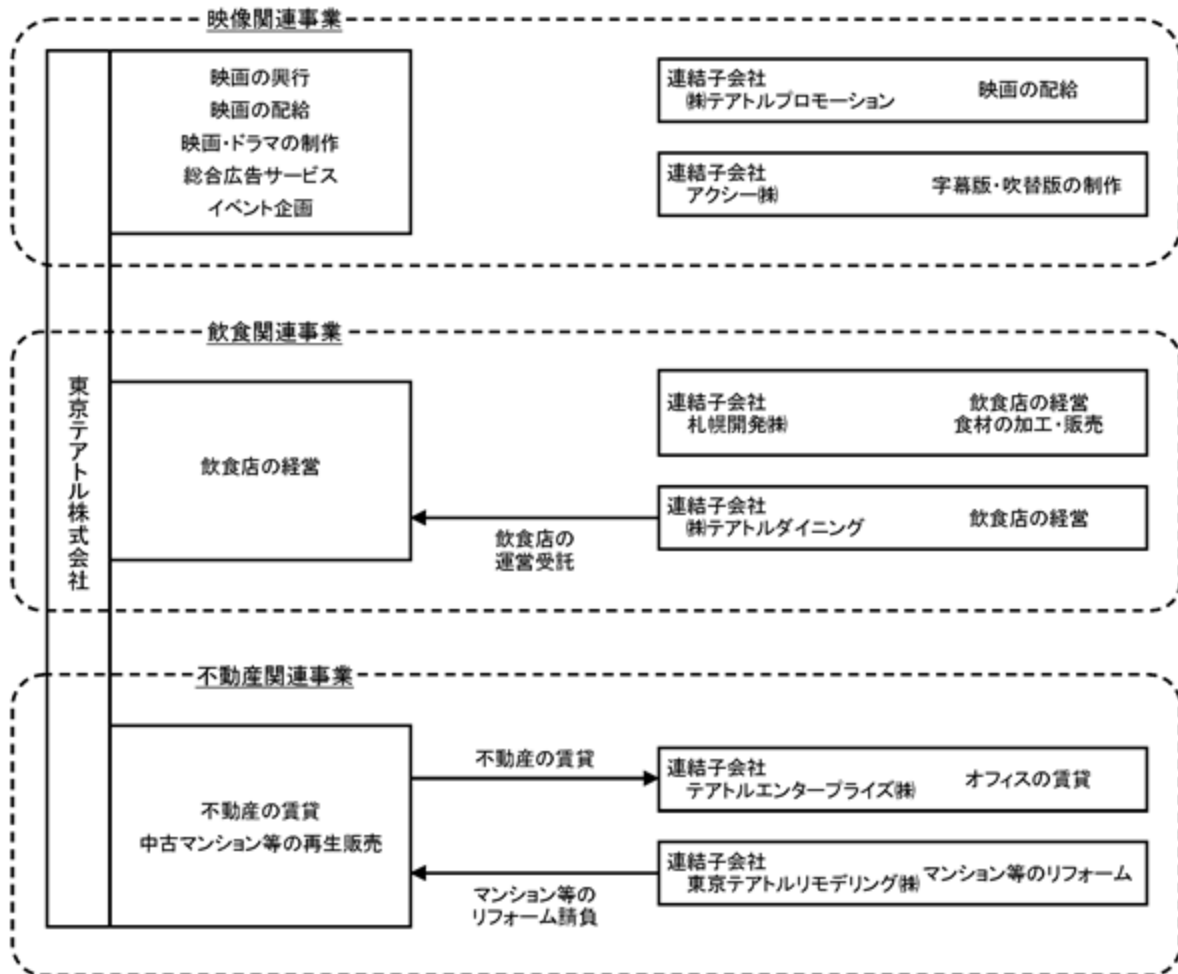 映像関連事業
映画の興行
映画の配給
映画・ドラマの制作
総合広告サービス
イベント企画
連結子会社
㈱テアトルプロモーション
映画の配給
連結子会社
アクシー㈱
字幕版・吹替版の制作
東京テアトル株式会社
飲食関連事業
飲食店の経営
連結子会社
札幌開発㈱
飲食店の経営
食材の加工・販売
飲食店の
運営受託
連結子会社
㈱テアトルダイニング
飲食店の経営
不動産関連事業
不動産の賃貸
中古マンション等の再生販売
不動産の賃貸
連結子会社
テアトルエンタープライズ㈱
オフィスの賃貸
マンション等の
リフォーム請負
連結子会社
東京テアトルリモデリング㈱
マンション等のリフォーム